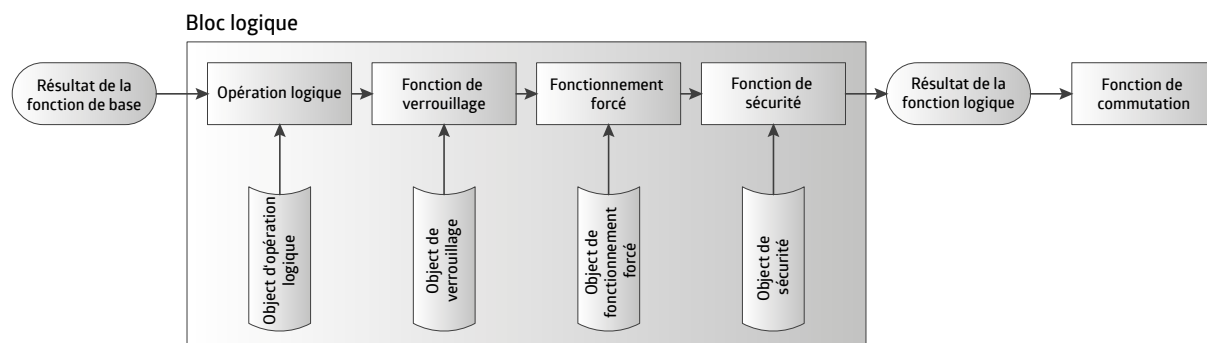 Bloc logique
Résultat de la
fonction de base
Opération logique
Fonction de
verrouillage
Fonctionnement
forcé
Fonction de
sécurité
Résultat de la
fonction logique
Fonction de
commutation
Object d'opération
logique
Object de
verrouillage
Object de
fonctionnement
forcé
Object de
sécurité